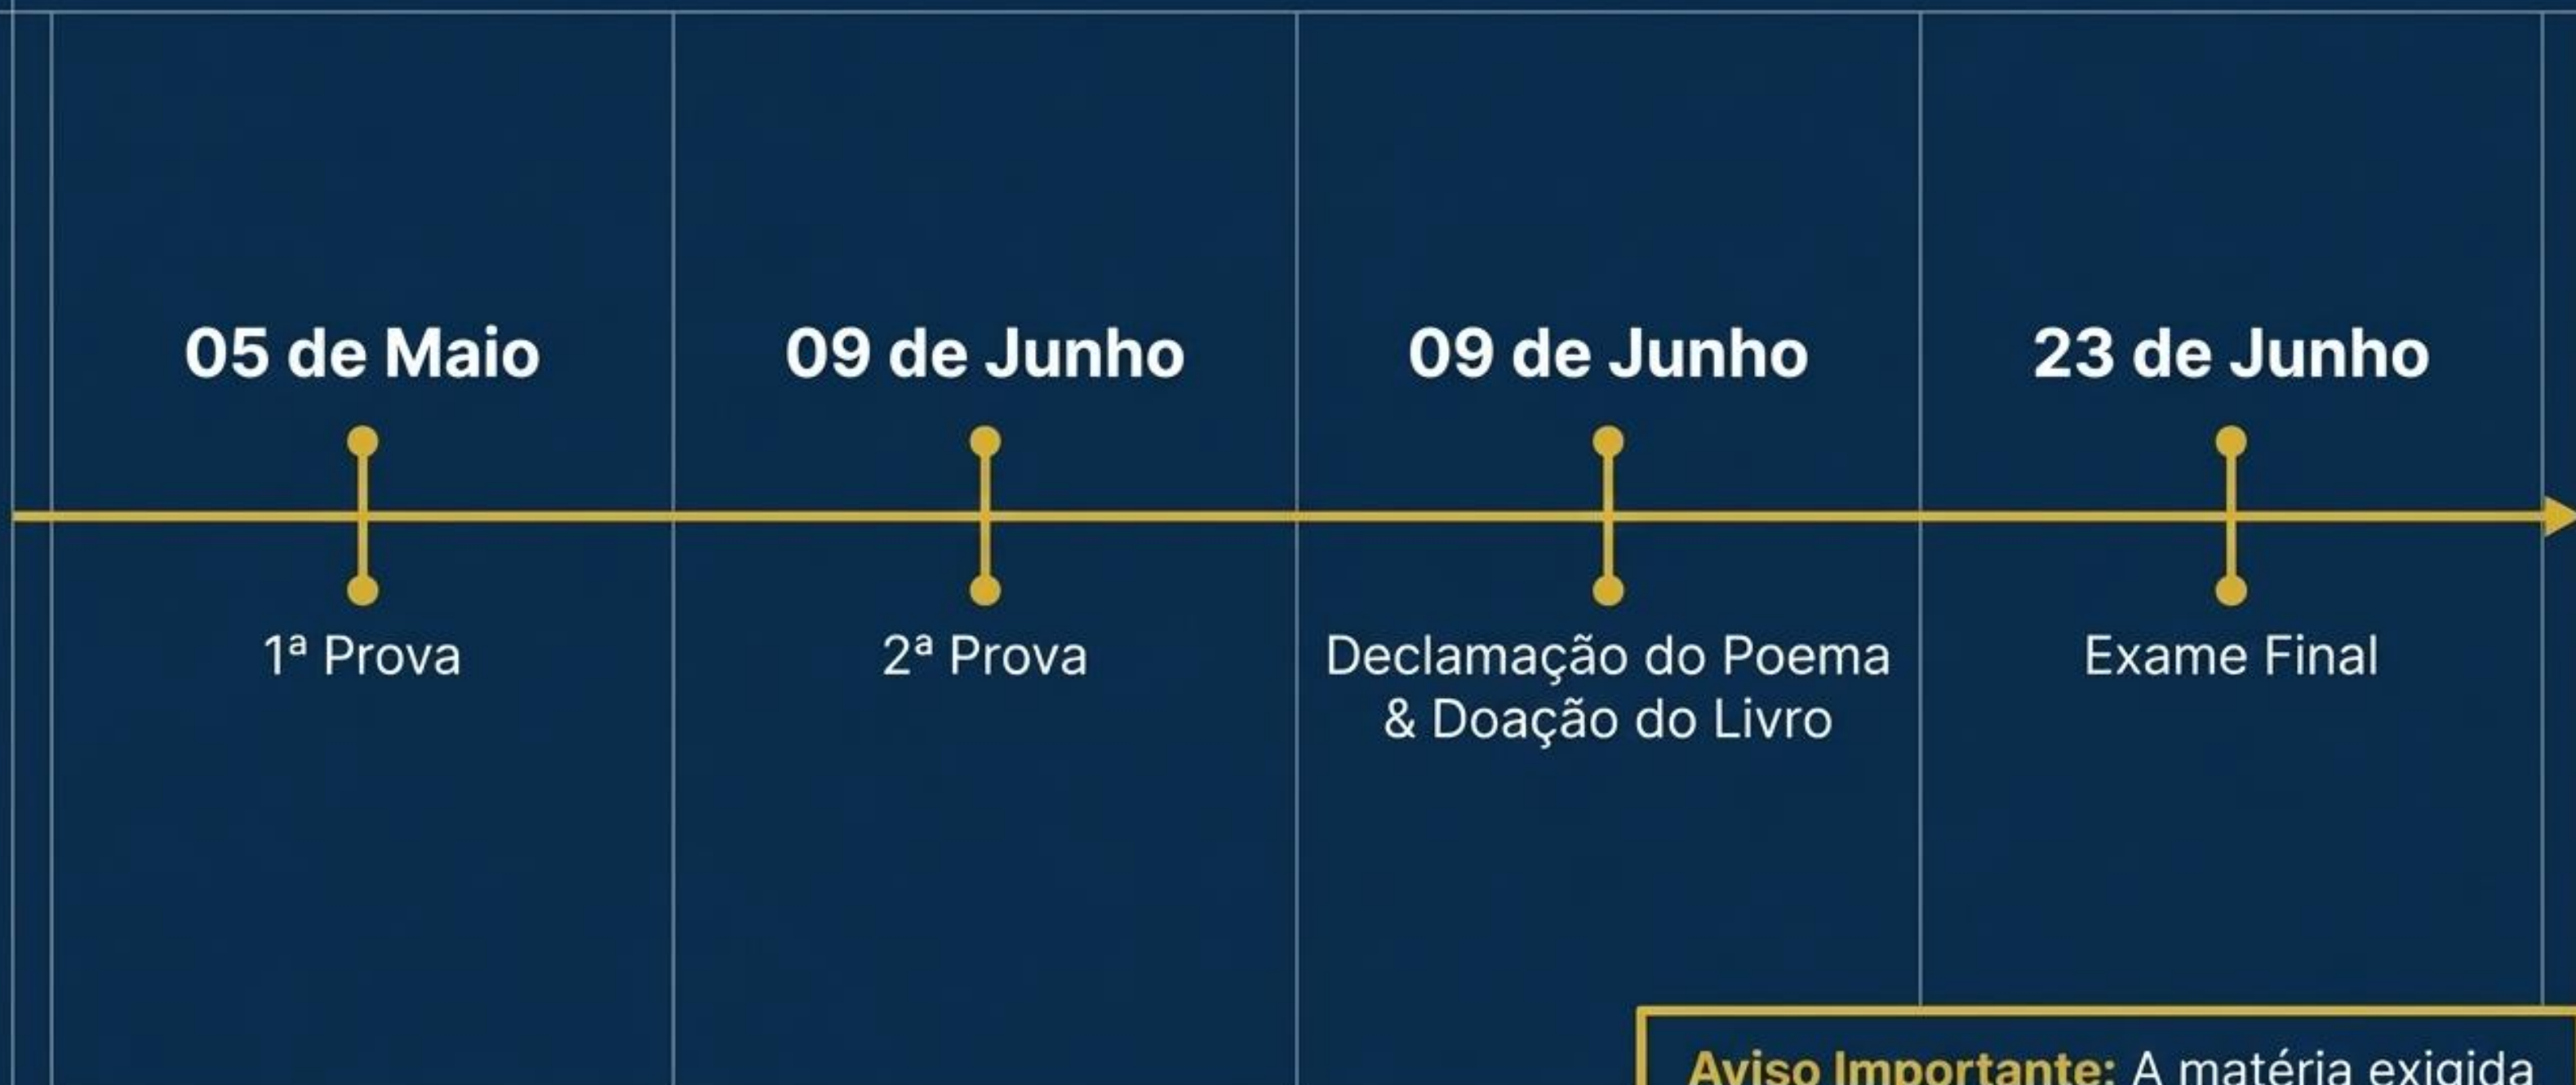 05 de Maio
09 de Junho
09 de Junho
23 de Junho
1ª Prova
2ª Prova
Declamação do Poema
& Doação do Livro
Exame Final
Aviso Importante: A matéria exigida